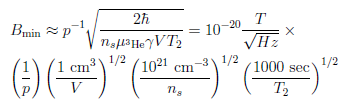 B_min ≈ p^{-1} √(2ħ / (n_s μ_{³He} γ V T_2)) = 10^{-20} T/√Hz ×
(1/p) (1 cm³/V)^{1/2} (10^{21} cm^{-3}/n_s)^{1/2} (1000 sec/T_2)^{1/2}